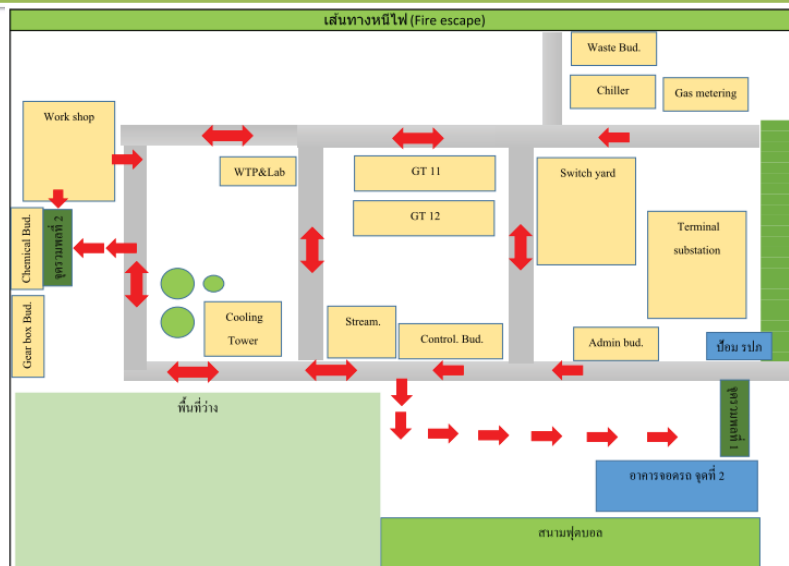 เส้นทางหนีไฟ (Fire escape)
Waste Bud.
Chiller
Gas metering
Work shop
WTP&Lab
GT 11
Switch yard
GT 12
Chemical Bud.
จุดรวมพลที่ 2
Terminal
substation
Gear box Bud.
Cooling
Tower
Stream.
Control. Bud.
Admin bud.
ป้อม รปภ
พื้นที่ว่าง
จุดรวมพลที่ 1
อาคารจอดรถ จุดที่ 2
สนามฟุตบอล